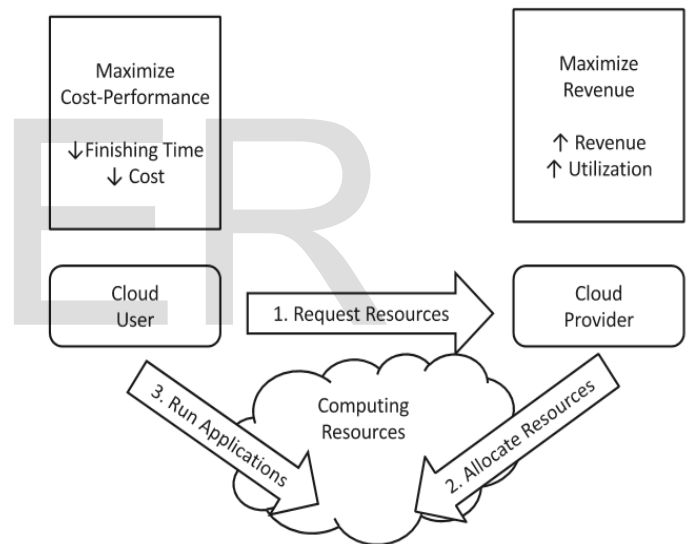 Maximize
Cost-Performance
↓Finishing Time
↓ Cost
Maximize
Revenue
↑ Revenue
↑ Utilization
ER
Cloud
User
1. Request Resources
Cloud
Provider
Computing
Resources
3. Run Applications
2. Allocate Resources